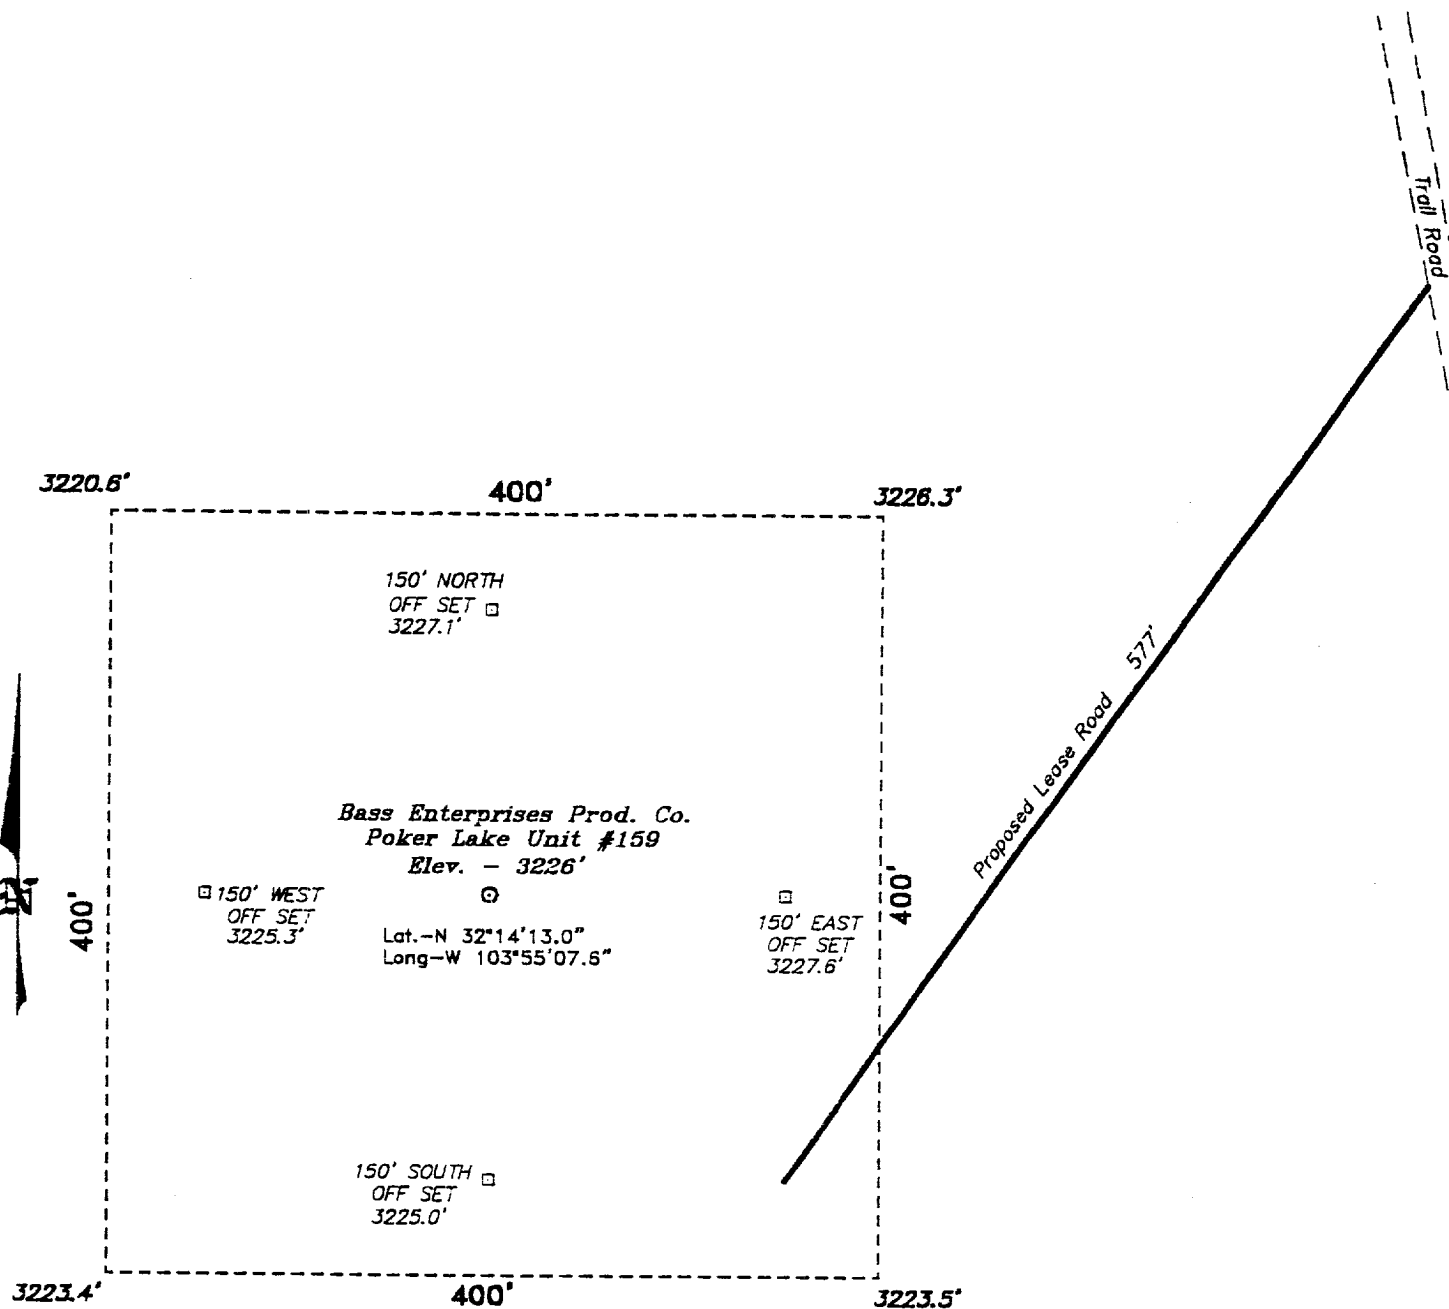 Trail Road
3220.6'
400'
3226.3'
150' NORTH
OFF SET
3227.1'
Proposed Lease Road 577'
Bass Enterprises Prod. Co.
Poker Lake Unit #159
Elev. - 3226'
400'
150' WEST
OFF SET
3225.3'
Lat.-N 32°14'13.0"
Long-W 103°55'07.6"
150' EAST
OFF SET
3227.6'
400'
150' SOUTH
OFF SET
3225.0'
3223.4'
400'
3223.5'